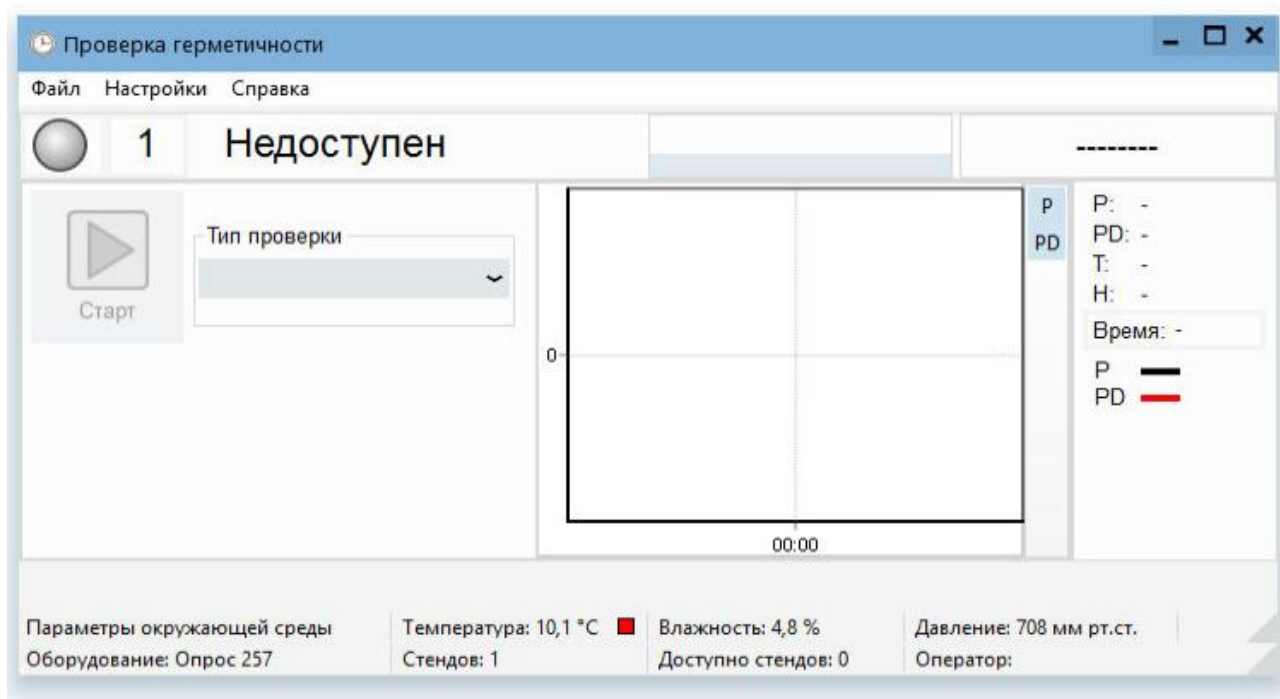 Проверка герметичности
Файл Настройки Справка
1 Недоступен --------
Старт
Тип проверки
0
00:00
P
PD
P: -
PD: -
T: -
H: -
Время: -
P
PD
Параметры окружающей среды Температура: 10,1 °C Влажность: 4,8 % Давление: 708 мм рт.ст.
Оборудование: Опрос 257 Стендов: 1 Доступно стендов: 0 Оператор: